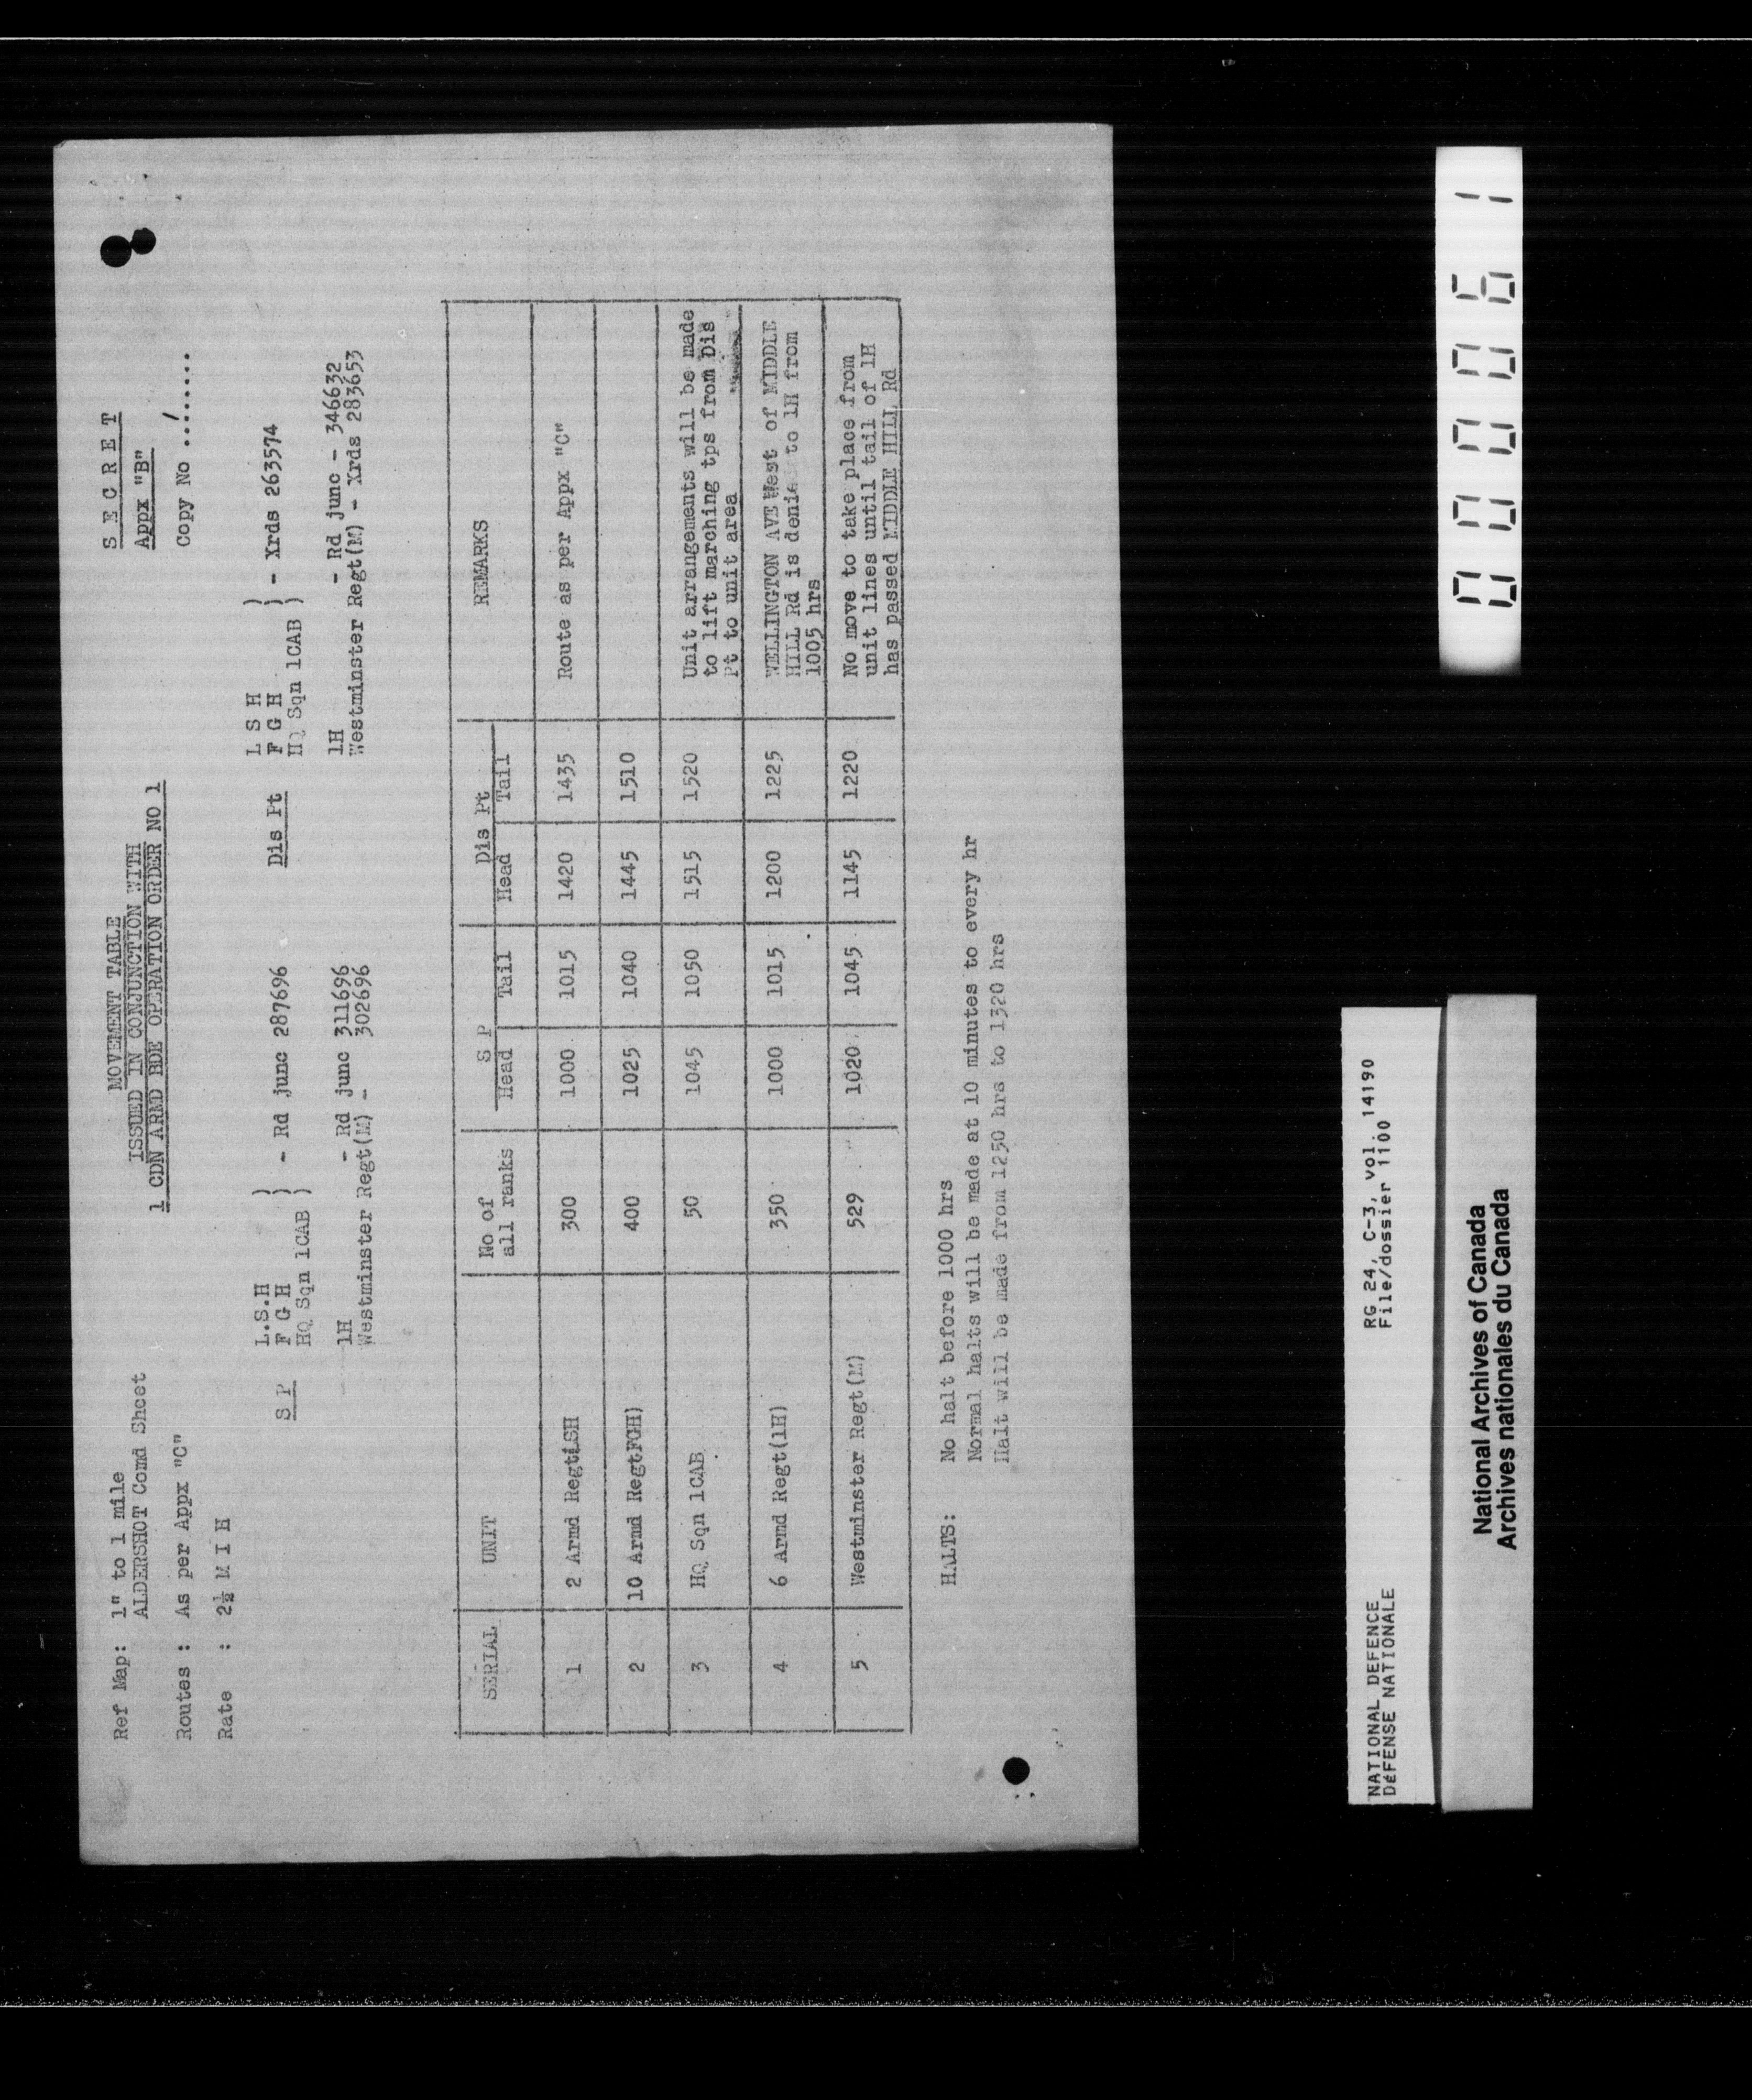 S E C R E T
Appx "B"
Copy No ../......
MOVEMENT TABLE
ISSUED IN CONJUNCTION WITH
1 CDN ARMD BDE OPERATION ORDER NO 1
Ref Map: 1" to 1 mile
ALDERSHOT Comd Sheet
Routes : As per Appx "C"
Rate : 2½ M I H
S P
L.S.H )
F G H ) - Rd junc 287696
HQ Sqn 1CAB )
1H - Rd junc 311696
Westminster Regt(M) - 302696
Dis Pt
L S H )
F G H ) - Xrds 263574
HQ Sqn 1CAB )
1H - Rd junc - 346632
Westminster Regt(M) - Xrds 283653
SERIAL UNIT No of all ranks S P Head Tail Dis Pt Head Tail REMARKS
1 2 Armd Regt(LSH 300 1000 1015 1420 1435 Route as per Appx "C"
2 10 Armd Regt(FGH) 400 1025 1040 1445 1510
3 HQ Sqn 1CAB 50 1045 1050 1515 1520 Unit arrangements will be made
to lift marching tps from Dis
Pt to unit area
4 6 Armd Regt(1H) 350 1000 1015 1200 1225 WELLINGTON AVE West of MIDDLE
HILL Rd is denied to 1H from
1005 hrs
5 Westminster Regt(M) 529 1020 1045 1145 1220 No move to take place from
unit lines until tail of 1H
has passed MIDDLE HILL Rd
HALTS: No halt before 1000 hrs
Normal halts will be made at 10 minutes to every hr
Halt will be made from 1250 hrs to 1320 hrs
NATIONAL DEFENCE RG 24, C-3, vol. 14190
DÉFENSE NATIONALE File/dossier 1100
National Archives of Canada
Archives nationales du Canada
000061